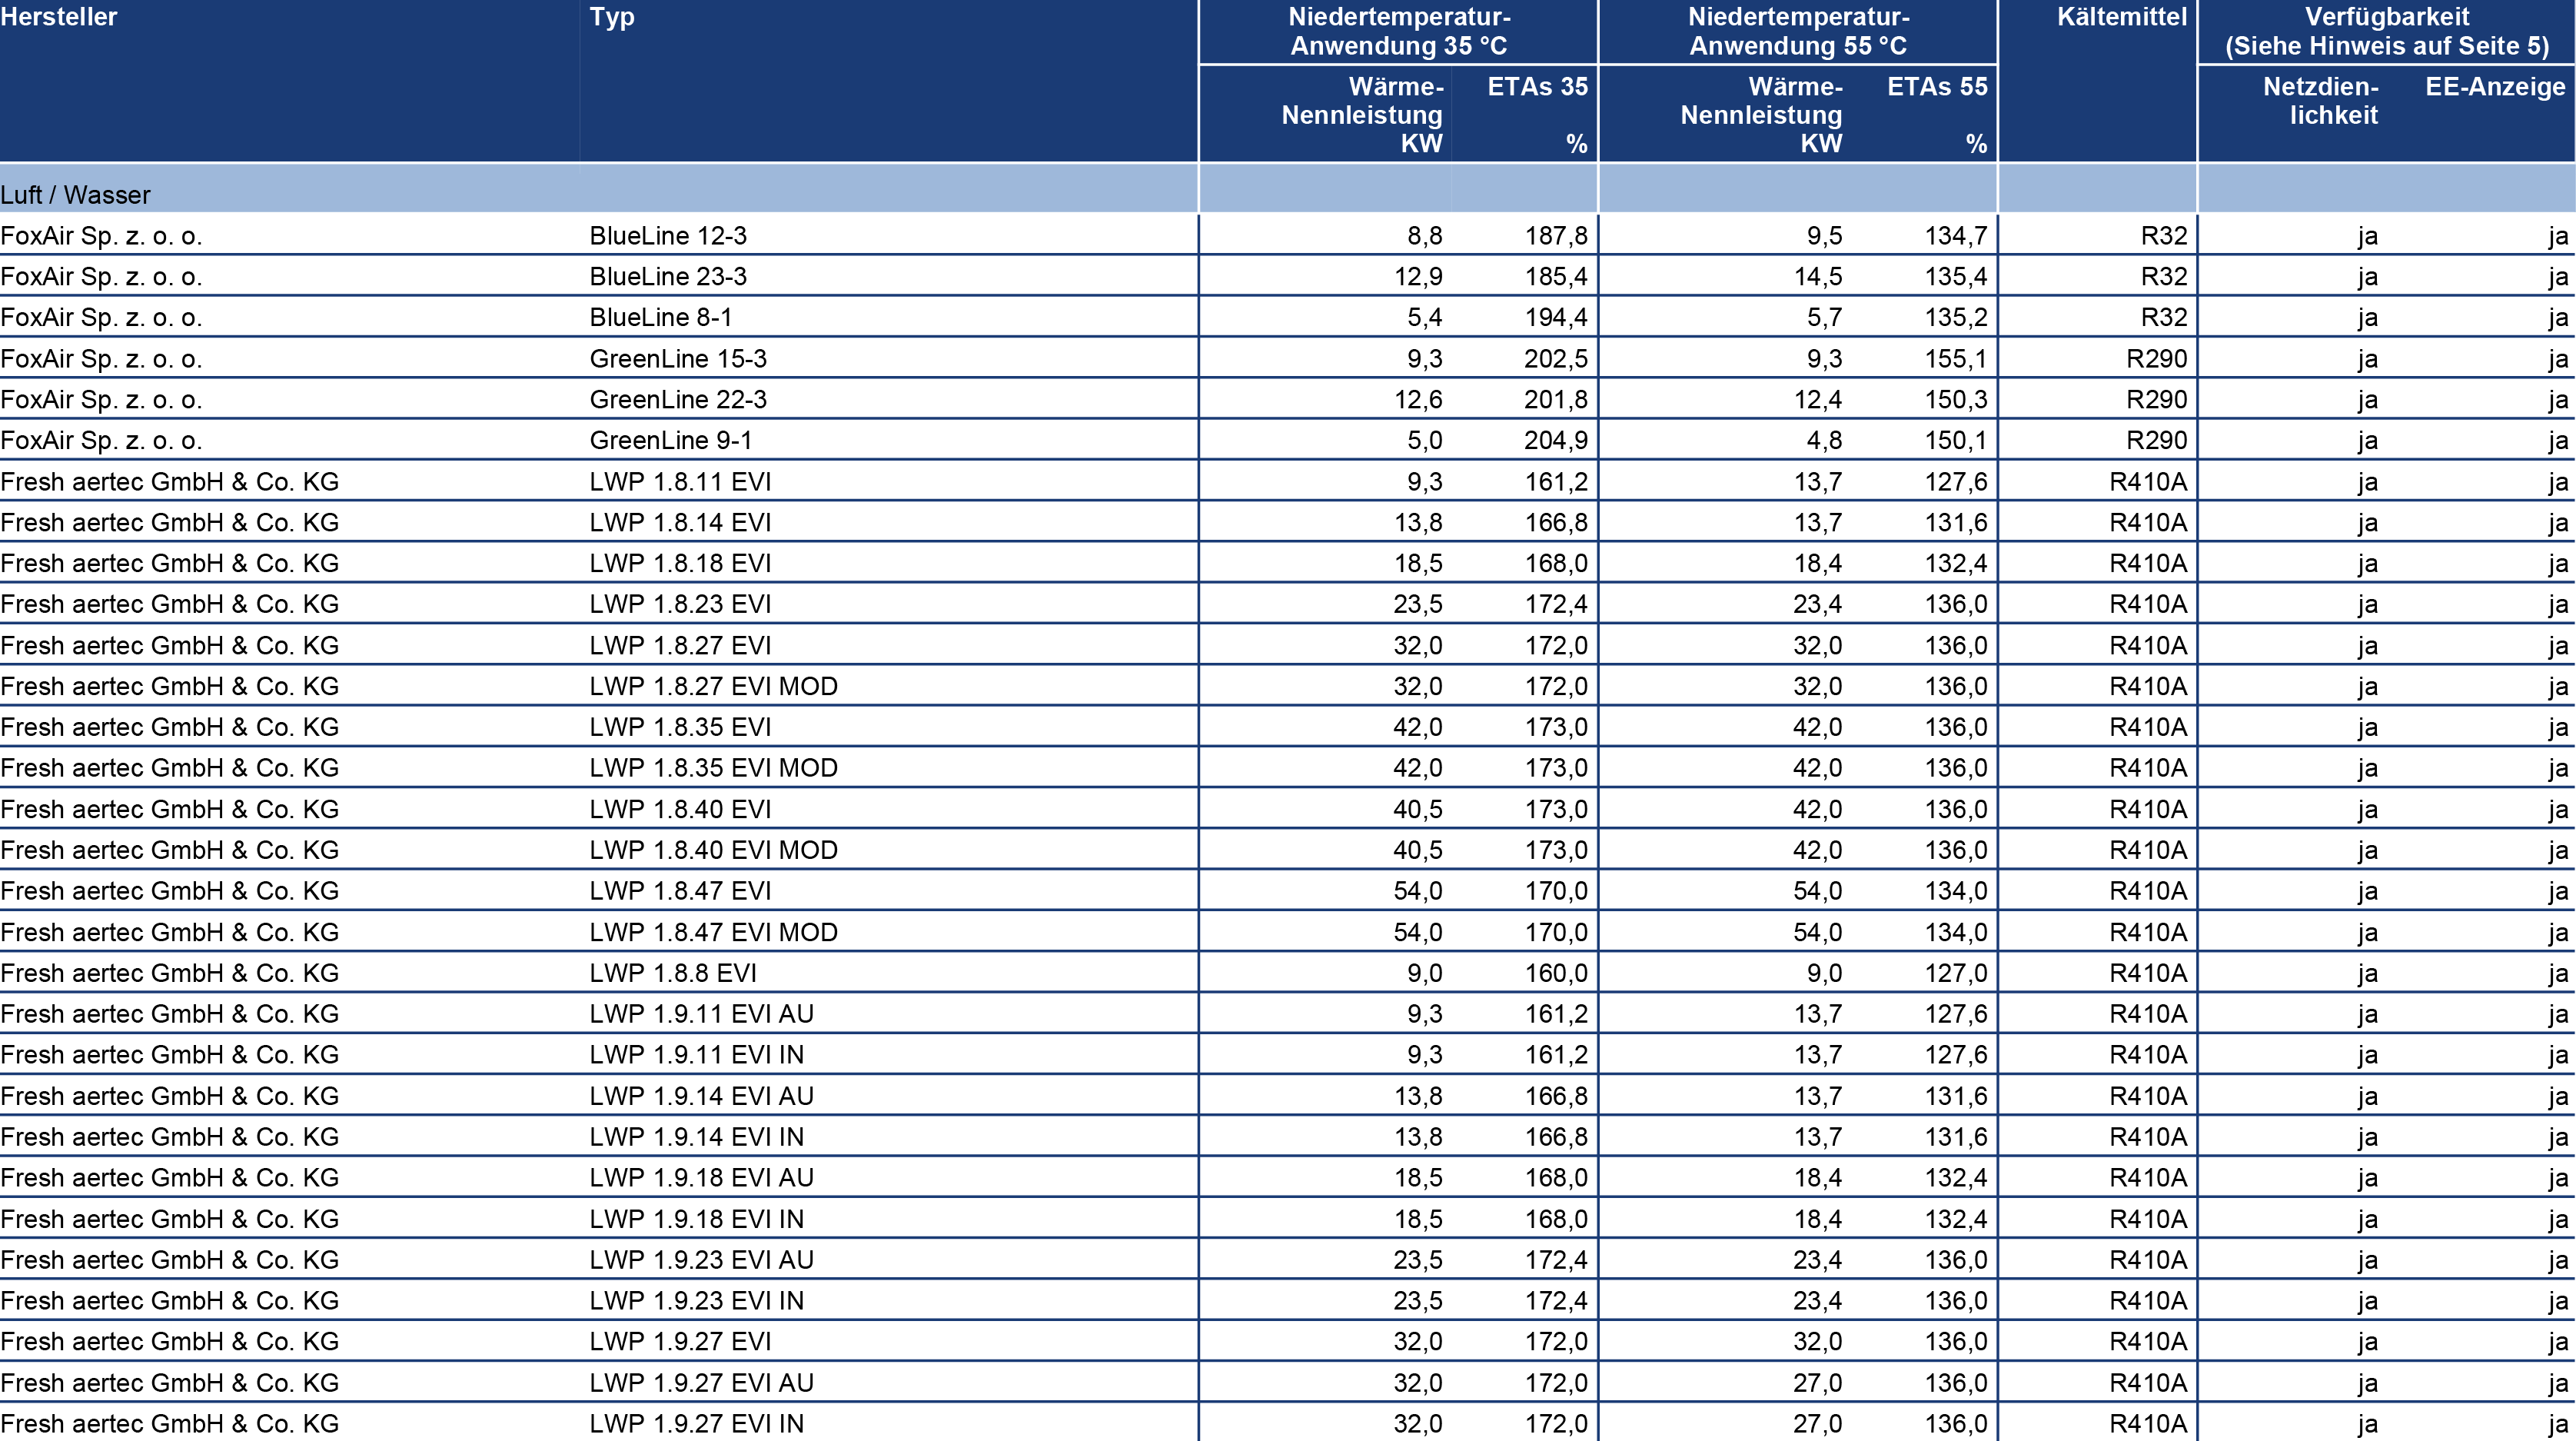 Hersteller Typ Niedertemperatur-Anwendung 35 °C Niedertemperatur-Anwendung 55 °C Kältemittel Verfügbarkeit (Siehe Hinweis auf Seite 5)
Wärme-Nennleistung KW ETAs 35 % Wärme-Nennleistung KW ETAs 55 % Netzdien-lichkeit EE-Anzeige
Luft / Wasser
FoxAir Sp. z. o. o. BlueLine 12-3 8,8 187,8 9,5 134,7 R32 ja ja
FoxAir Sp. z. o. o. BlueLine 23-3 12,9 185,4 14,5 135,4 R32 ja ja
FoxAir Sp. z. o. o. BlueLine 8-1 5,4 194,4 5,7 135,2 R32 ja ja
FoxAir Sp. z. o. o. GreenLine 15-3 9,3 202,5 9,3 155,1 R290 ja ja
FoxAir Sp. z. o. o. GreenLine 22-3 12,6 201,8 12,4 150,3 R290 ja ja
FoxAir Sp. z. o. o. GreenLine 9-1 5,0 204,9 4,8 150,1 R290 ja ja
Fresh aertec GmbH & Co. KG LWP 1.8.11 EVI 9,3 161,2 13,7 127,6 R410A ja ja
Fresh aertec GmbH & Co. KG LWP 1.8.14 EVI 13,8 166,8 13,7 131,6 R410A ja ja
Fresh aertec GmbH & Co. KG LWP 1.8.18 EVI 18,5 168,0 18,4 132,4 R410A ja ja
Fresh aertec GmbH & Co. KG LWP 1.8.23 EVI 23,5 172,4 23,4 136,0 R410A ja ja
Fresh aertec GmbH & Co. KG LWP 1.8.27 EVI 32,0 172,0 32,0 136,0 R410A ja ja
Fresh aertec GmbH & Co. KG LWP 1.8.27 EVI MOD 32,0 172,0 32,0 136,0 R410A ja ja
Fresh aertec GmbH & Co. KG LWP 1.8.35 EVI 42,0 173,0 42,0 136,0 R410A ja ja
Fresh aertec GmbH & Co. KG LWP 1.8.35 EVI MOD 42,0 173,0 42,0 136,0 R410A ja ja
Fresh aertec GmbH & Co. KG LWP 1.8.40 EVI 40,5 173,0 42,0 136,0 R410A ja ja
Fresh aertec GmbH & Co. KG LWP 1.8.40 EVI MOD 40,5 173,0 42,0 136,0 R410A ja ja
Fresh aertec GmbH & Co. KG LWP 1.8.47 EVI 54,0 170,0 54,0 134,0 R410A ja ja
Fresh aertec GmbH & Co. KG LWP 1.8.47 EVI MOD 54,0 170,0 54,0 134,0 R410A ja ja
Fresh aertec GmbH & Co. KG LWP 1.8.8 EVI 9,0 160,0 9,0 127,0 R410A ja ja
Fresh aertec GmbH & Co. KG LWP 1.9.11 EVI AU 9,3 161,2 13,7 127,6 R410A ja ja
Fresh aertec GmbH & Co. KG LWP 1.9.11 EVI IN 9,3 161,2 13,7 127,6 R410A ja ja
Fresh aertec GmbH & Co. KG LWP 1.9.14 EVI AU 13,8 166,8 13,7 131,6 R410A ja ja
Fresh aertec GmbH & Co. KG LWP 1.9.14 EVI IN 13,8 166,8 13,7 131,6 R410A ja ja
Fresh aertec GmbH & Co. KG LWP 1.9.18 EVI AU 18,5 168,0 18,4 132,4 R410A ja ja
Fresh aertec GmbH & Co. KG LWP 1.9.18 EVI IN 18,5 168,0 18,4 132,4 R410A ja ja
Fresh aertec GmbH & Co. KG LWP 1.9.23 EVI AU 23,5 172,4 23,4 136,0 R410A ja ja
Fresh aertec GmbH & Co. KG LWP 1.9.23 EVI IN 23,5 172,4 23,4 136,0 R410A ja ja
Fresh aertec GmbH & Co. KG LWP 1.9.27 EVI 32,0 172,0 32,0 136,0 R410A ja ja
Fresh aertec GmbH & Co. KG LWP 1.9.27 EVI AU 32,0 172,0 27,0 136,0 R410A ja ja
Fresh aertec GmbH & Co. KG LWP 1.9.27 EVI IN 32,0 172,0 27,0 136,0 R410A ja ja